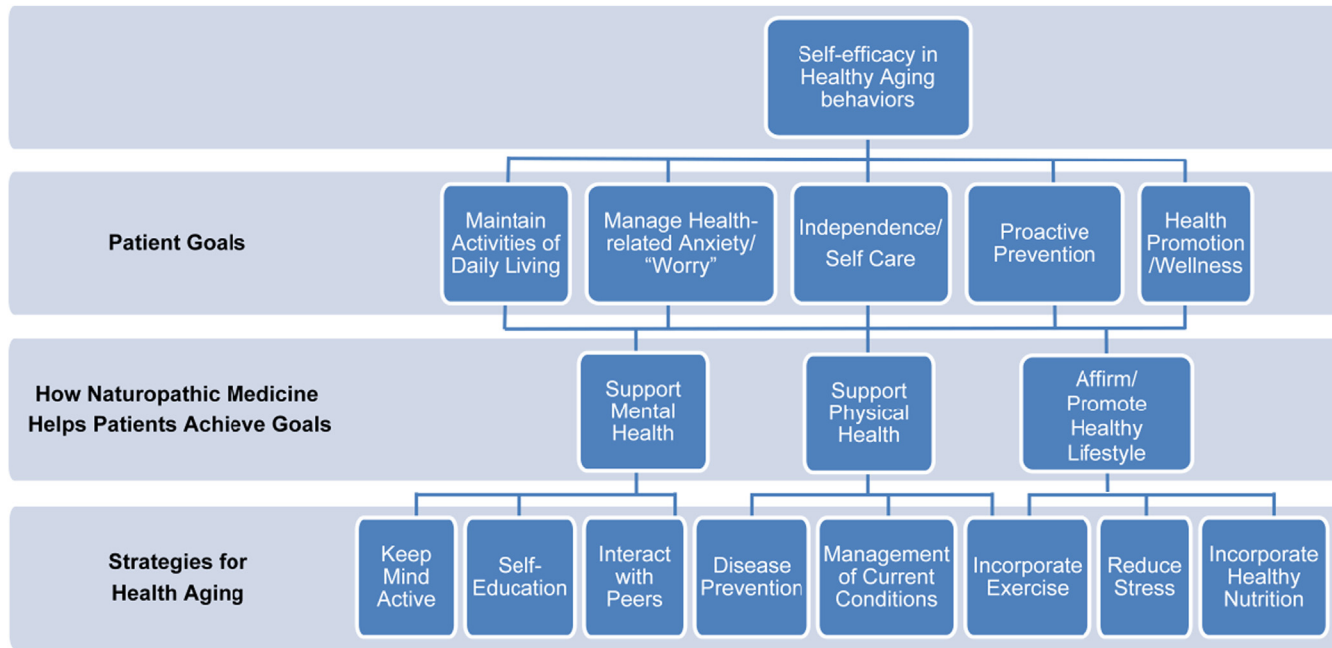 Self-efficacy in
Healthy Aging
behaviors
Patient Goals
Maintain
Activities of
Daily Living
Manage Health-
related Anxiety/
“Worry”
Independence/
Self Care
Proactive
Prevention
Health
Promotion
/Wellness
How Naturopathic Medicine
Helps Patients Achieve Goals
Support
Mental
Health
Support
Physical
Health
Affirm/
Promote
Healthy
Lifestyle
Strategies for
Health Aging
Keep
Mind
Active
Self-
Education
Interact
with
Peers
Disease
Prevention
Management
of Current
Conditions
Incorporate
Exercise
Reduce
Stress
Incorporate
Healthy
Nutrition